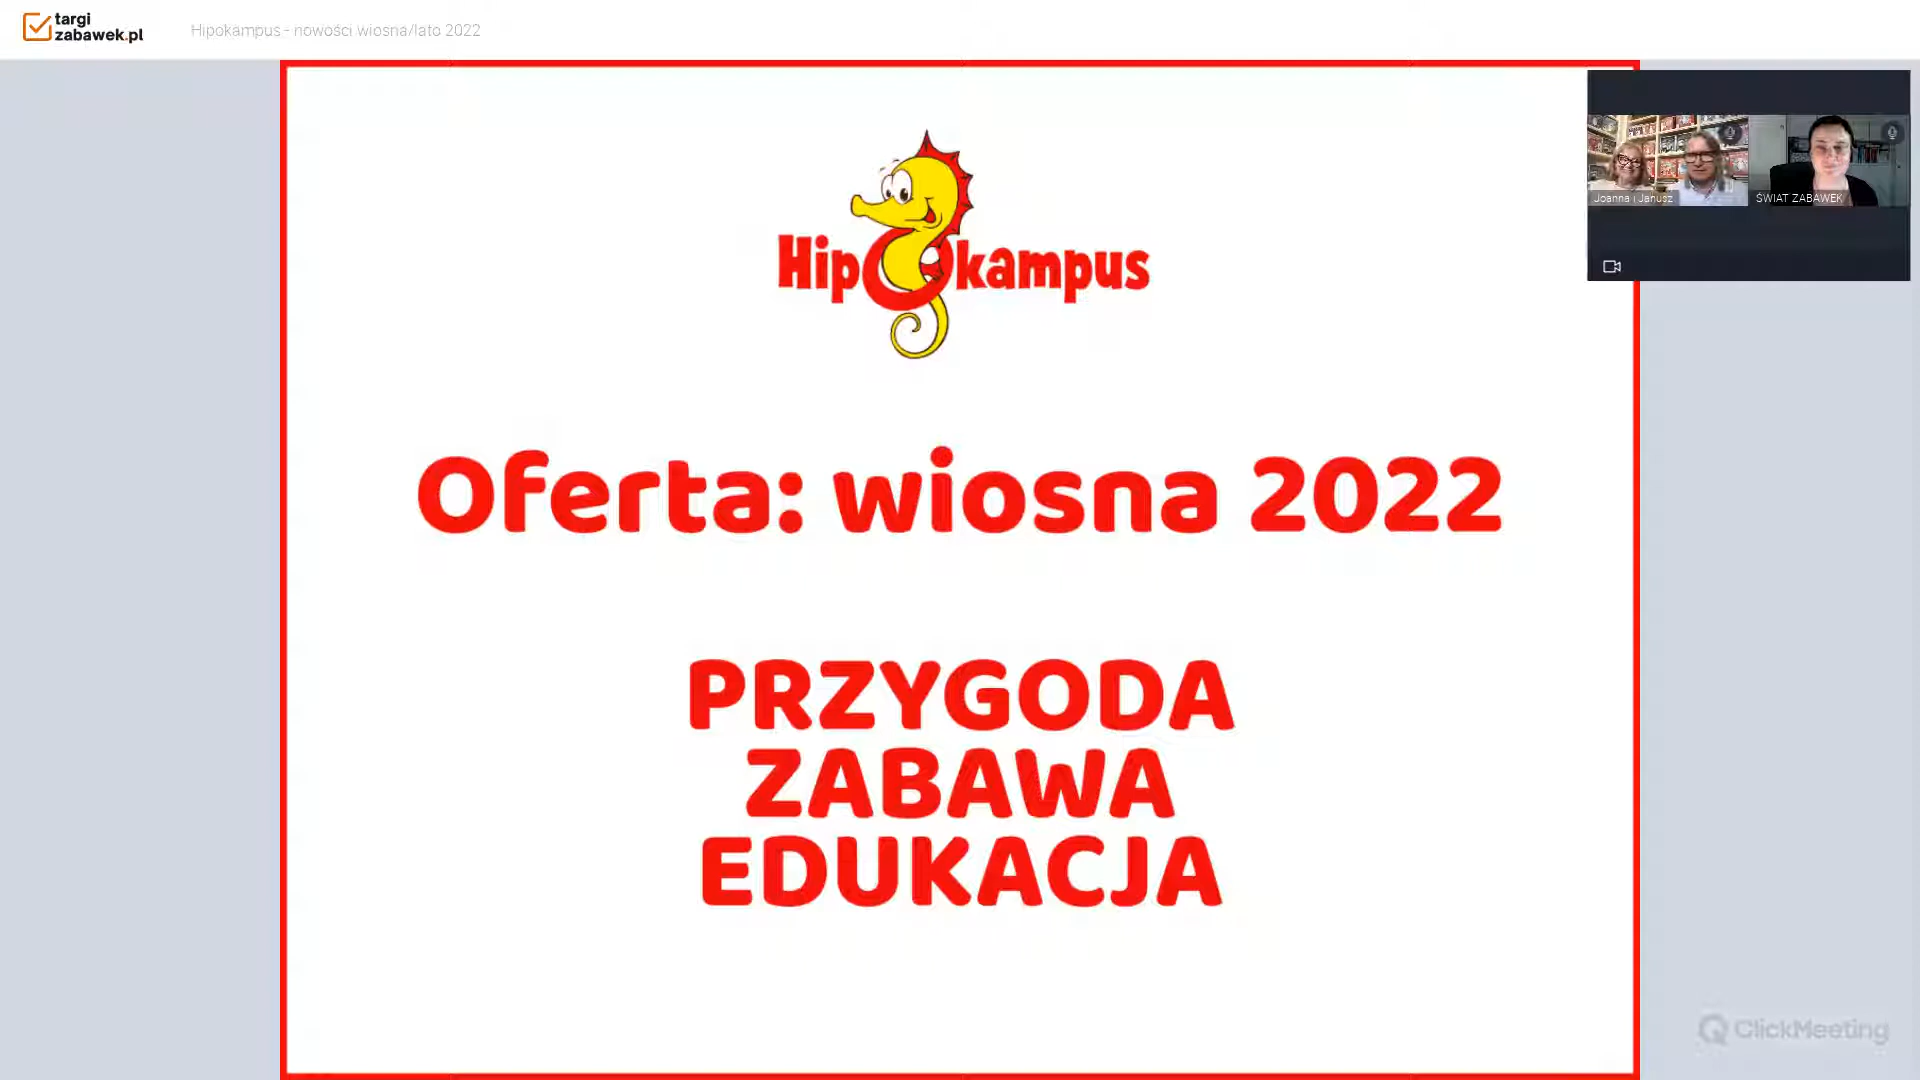 targi
zabawek.pl
Hipokampus - nowości wiosna/lato 2022
Joanna i Janusz
ŚWIAT ZABAWEK
Hipokampus
Oferta: wiosna 2022
PRZYGODA
ZABAWA
EDUKACJA
ClickMeeting